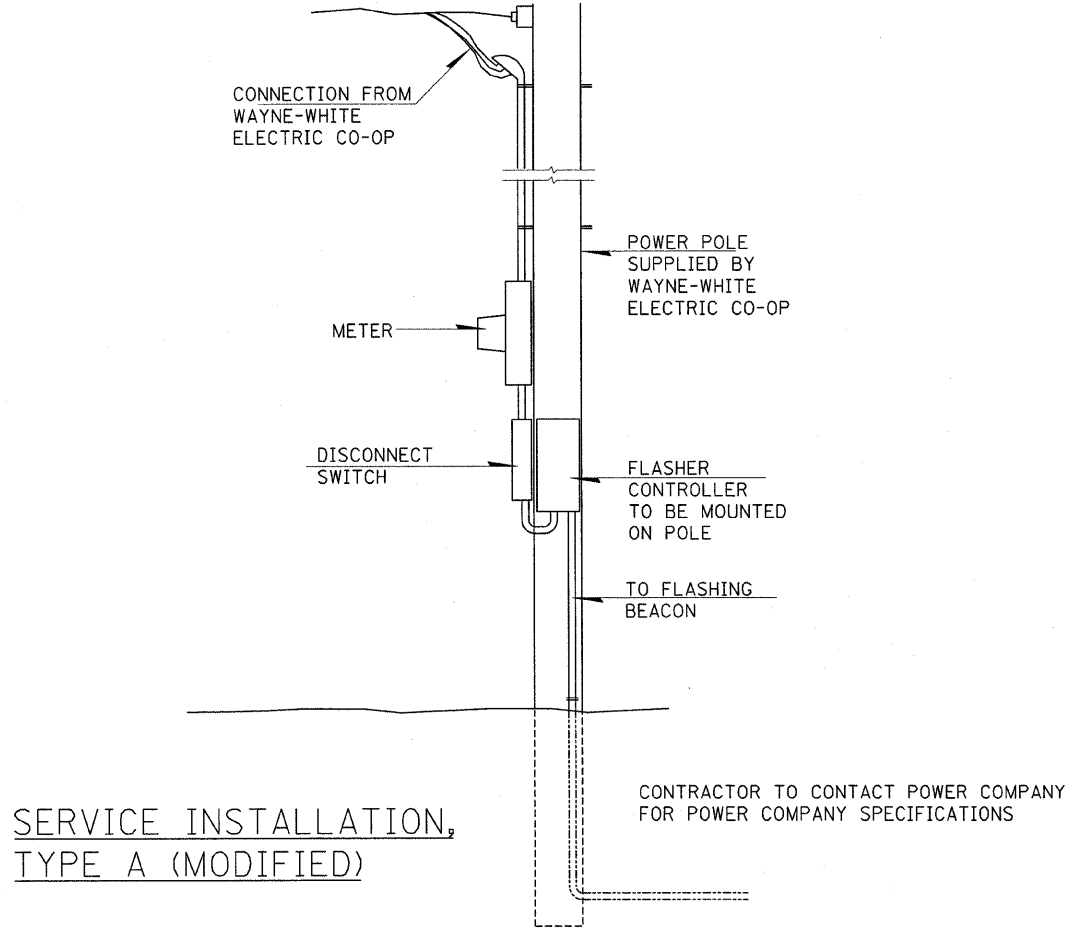 CONNECTION FROM
WAYNE-WHITE
ELECTRIC CO-OP
POWER POLE
SUPPLIED BY
WAYNE-WHITE
ELECTRIC CO-OP
METER
DISCONNECT
SWITCH
FLASHER
CONTROLLER
TO BE MOUNTED
ON POLE
TO FLASHING
BEACON
CONTRACTOR TO CONTACT POWER COMPANY
FOR POWER COMPANY SPECIFICATIONS
SERVICE INSTALLATION,
TYPE A (MODIFIED)